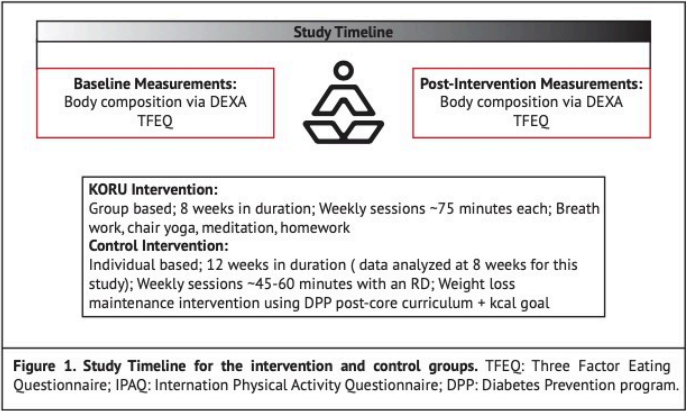 Study Timeline
Baseline Measurements:
Body composition via DEXA
TFEQ
Post-Intervention Measurements:
Body composition via DEXA
TFEQ
KORU Intervention:
Group based; 8 weeks in duration; Weekly sessions ~75 minutes each; Breath
work, chair yoga, meditation, homework
Control Intervention:
Individual based; 12 weeks in duration ( data analyzed at 8 weeks for this
study); Weekly sessions ~45-60 minutes with an RD; Weight loss
maintenance intervention using DPP post-core curriculum + kcal goal
Figure 1. Study Timeline for the intervention and control groups. TFEQ: Three Factor Eating
Questionnaire; IPAQ: Internation Physical Activity Questionnaire; DPP: Diabetes Prevention program.